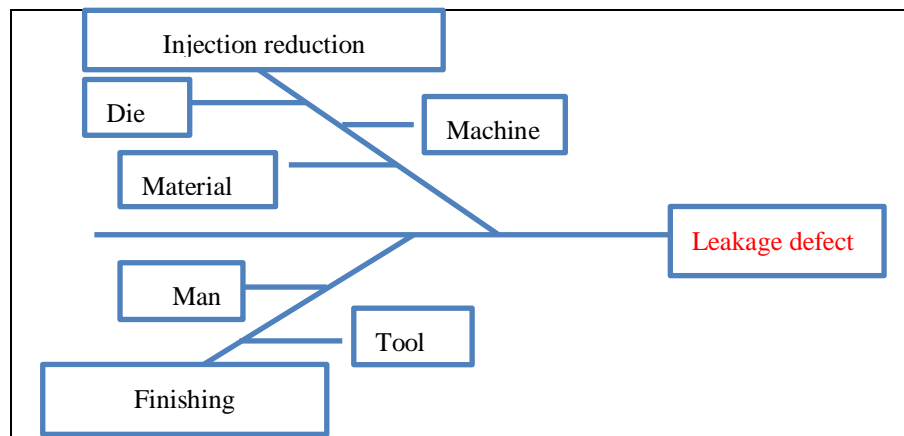 Injection reduction
Die
Machine
Material
Leakage defect
Man
Tool
Finishing